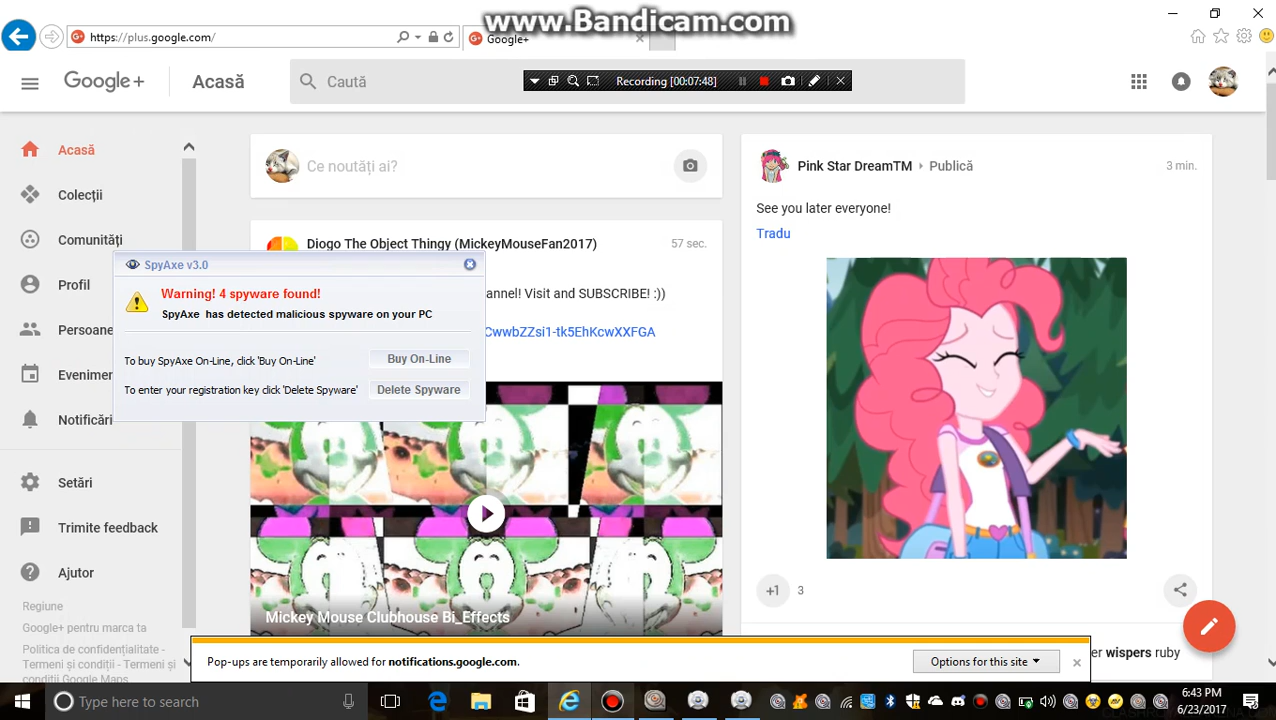 www.Bandicam.com
https://plus.google.com/
Google+
Google+
Acasă
Caută
Recording [00:07:48]
Acasă
Colecții
Comunități
Profil
Persoane
Notificări
Setări
Trimite feedback
Ajutor
Regiune
Google+ pentru marca ta
Politica de confidențialitate -
Termeni și condiții - Termeni și
condiții Google Maps
Ce noutăți ai?
Diogo The Object Thingy (MickeyMouseFan2017)
57 sec.
Visit and SUBSCRIBE! :))
CwwbZZsi1-tk5EhKcwXXFGA
Mickey Mouse Clubhouse Bi_Effects
SpyAxe v3.0
Warning! 4 spyware found!
SpyAxe has detected malicious spyware on your PC
To buy SpyAxe On-Line, click 'Buy On-Line'
Buy On-Line
To enter your registration key click 'Delete Spyware'
Delete Spyware
Pink Star DreamTM
Publică
3 min.
See you later everyone!
Tradu
+1
3
wispers ruby
Pop-ups are temporarily allowed for notifications.google.com.
Options for this site
Type here to search
6:43 PM
6/23/2017